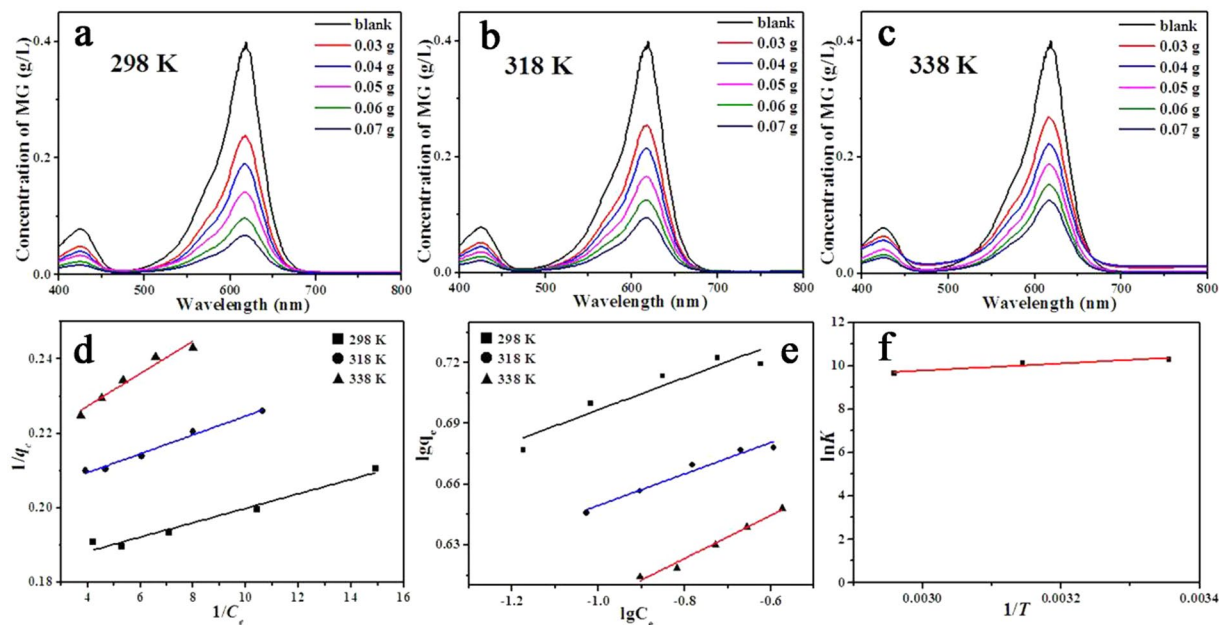 a
298 K
blank
0.03 g
0.04 g
0.05 g
0.06 g
0.07 g
Concentration of MG (g/L)
0.4
0.2
0.0
400 500 600 700 800
Wavelength (nm)
b
318 K
blank
0.03 g
0.04 g
0.05 g
0.06 g
0.07 g
Concentration of MG (g/L)
0.4
0.2
0.0
400 500 600 700 800
Wavelength (nm)
c
338 K
blank
0.03 g
0.04 g
0.05 g
0.06 g
0.07 g
Concentration of MG (g/L)
0.4
0.2
0.0
400 500 600 700 800
Wavelength (nm)
d
298 K
318 K
338 K
1/qe
0.24
0.22
0.20
0.18
4 6 8 10 12 14 16
1/Ce
e
298 K
318 K
338 K
lgqe
0.72
0.69
0.66
0.63
-1.2 -1.0 -0.8 -0.6
lgCe
f
lnK
12
10
8
6
4
2
0
0.0030 0.0032 0.0034
1/T